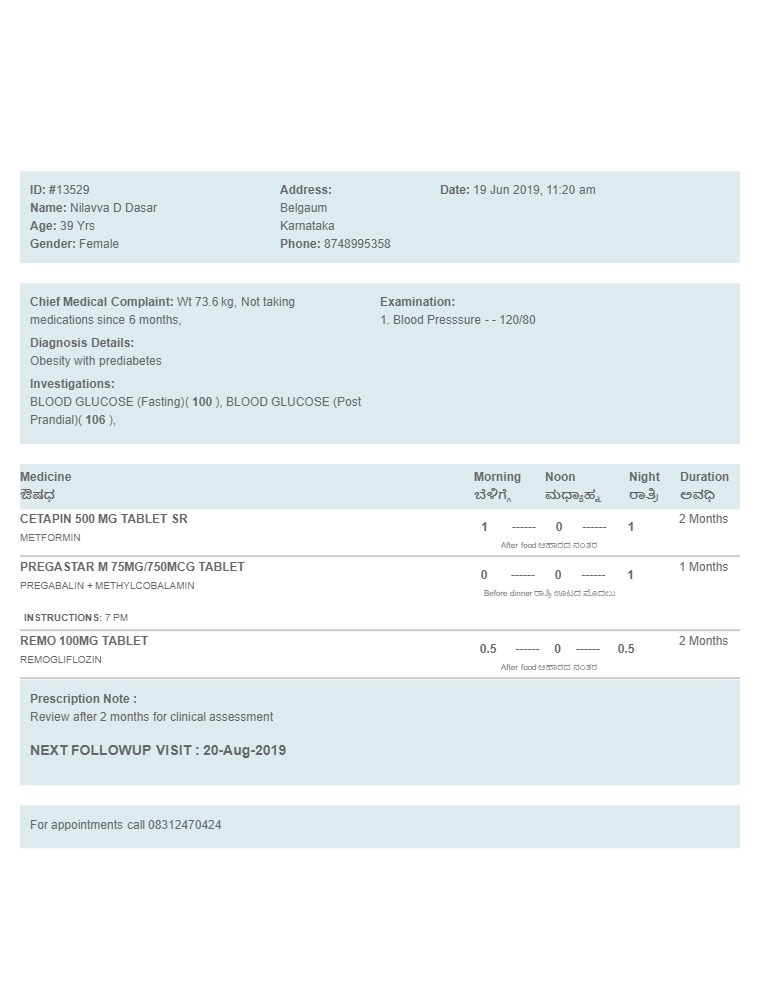 ID: #13529
Name: Nilavva D Dasar
Age: 39 Yrs
Gender: Female
Address:
Belgaum
Karnataka
Phone: 8748995358
Date: 19 Jun 2019, 11:20 am
Chief Medical Complaint: Wt 73.6 kg, Not taking
medications since 6 months,
Diagnosis Details:
Obesity with prediabetes
Investigations:
BLOOD GLUCOSE (Fasting)( 100 ), BLOOD GLUCOSE (Post
Prandial)( 106 ),
Examination:
1. Blood Presssure - - 120/80
Medicine Morning Noon Night Duration
ಔಷಧ ಬೆಳಿಗ್ಗೆ ಮಧ್ಯಾಹ್ನ ರಾತ್ರಿ ಅವಧಿ
CETAPIN 500 MG TABLET SR 2 Months
1 ------ 0 ------ 1
METFORMIN
After food ಆಹಾರದ ನಂತರ
PREGASTAR M 75MG/750MCG TABLET 1 Months
0 ------ 0 ------ 1
PREGABALIN + METHYLCOBALAMIN
Before dinner ರಾತ್ರಿ ಊಟದ ಮೊದಲು
INSTRUCTIONS: 7 PM
REMO 100MG TABLET 2 Months
0.5 ------ 0 ------ 0.5
REMOGLIFLOZIN
After food ಆಹಾರದ ನಂತರ
Prescription Note :
Review after 2 months for clinical assessment
NEXT FOLLOWUP VISIT : 20-Aug-2019
For appointments call 08312470424